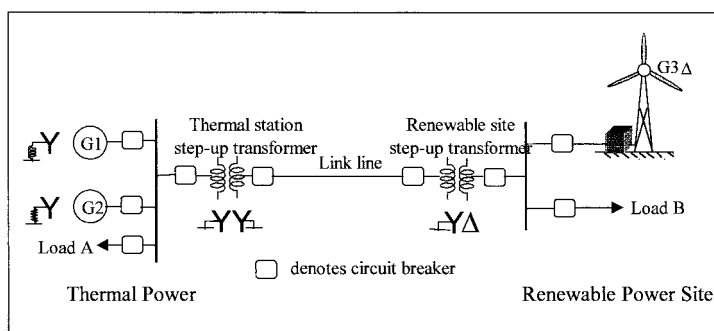 G3 Δ
G1
Thermal station
step-up transformer
Renewable site
step-up transformer
Link line
G2
Load A
Load B
Y
Y
YY
YΔ
denotes circuit breaker
Thermal Power
Renewable Power Site